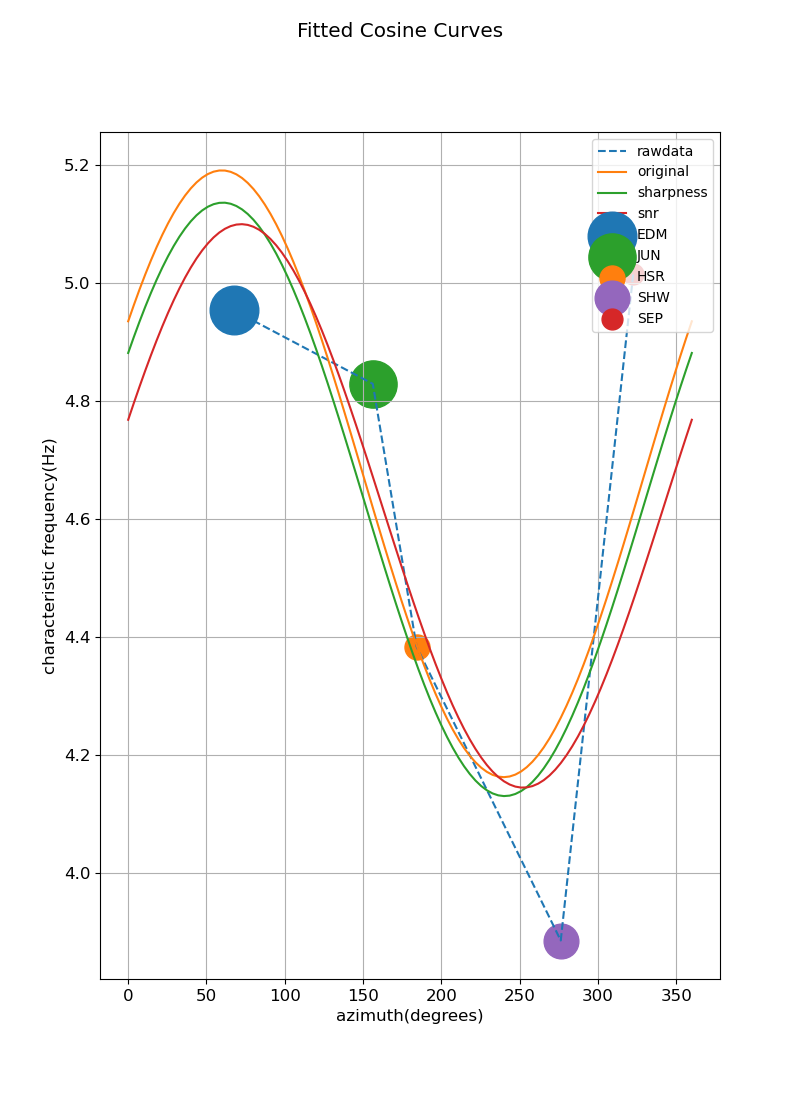 Fitted Cosine Curves
rawdata
original
sharpness
snr
EDM
JUN
HSR
SHW
SEP
5.2
5.0
4.8
4.6
4.4
4.2
4.0
characteristic frequency(Hz)
0 50 100 150 200 250 300 350
azimuth(degrees)